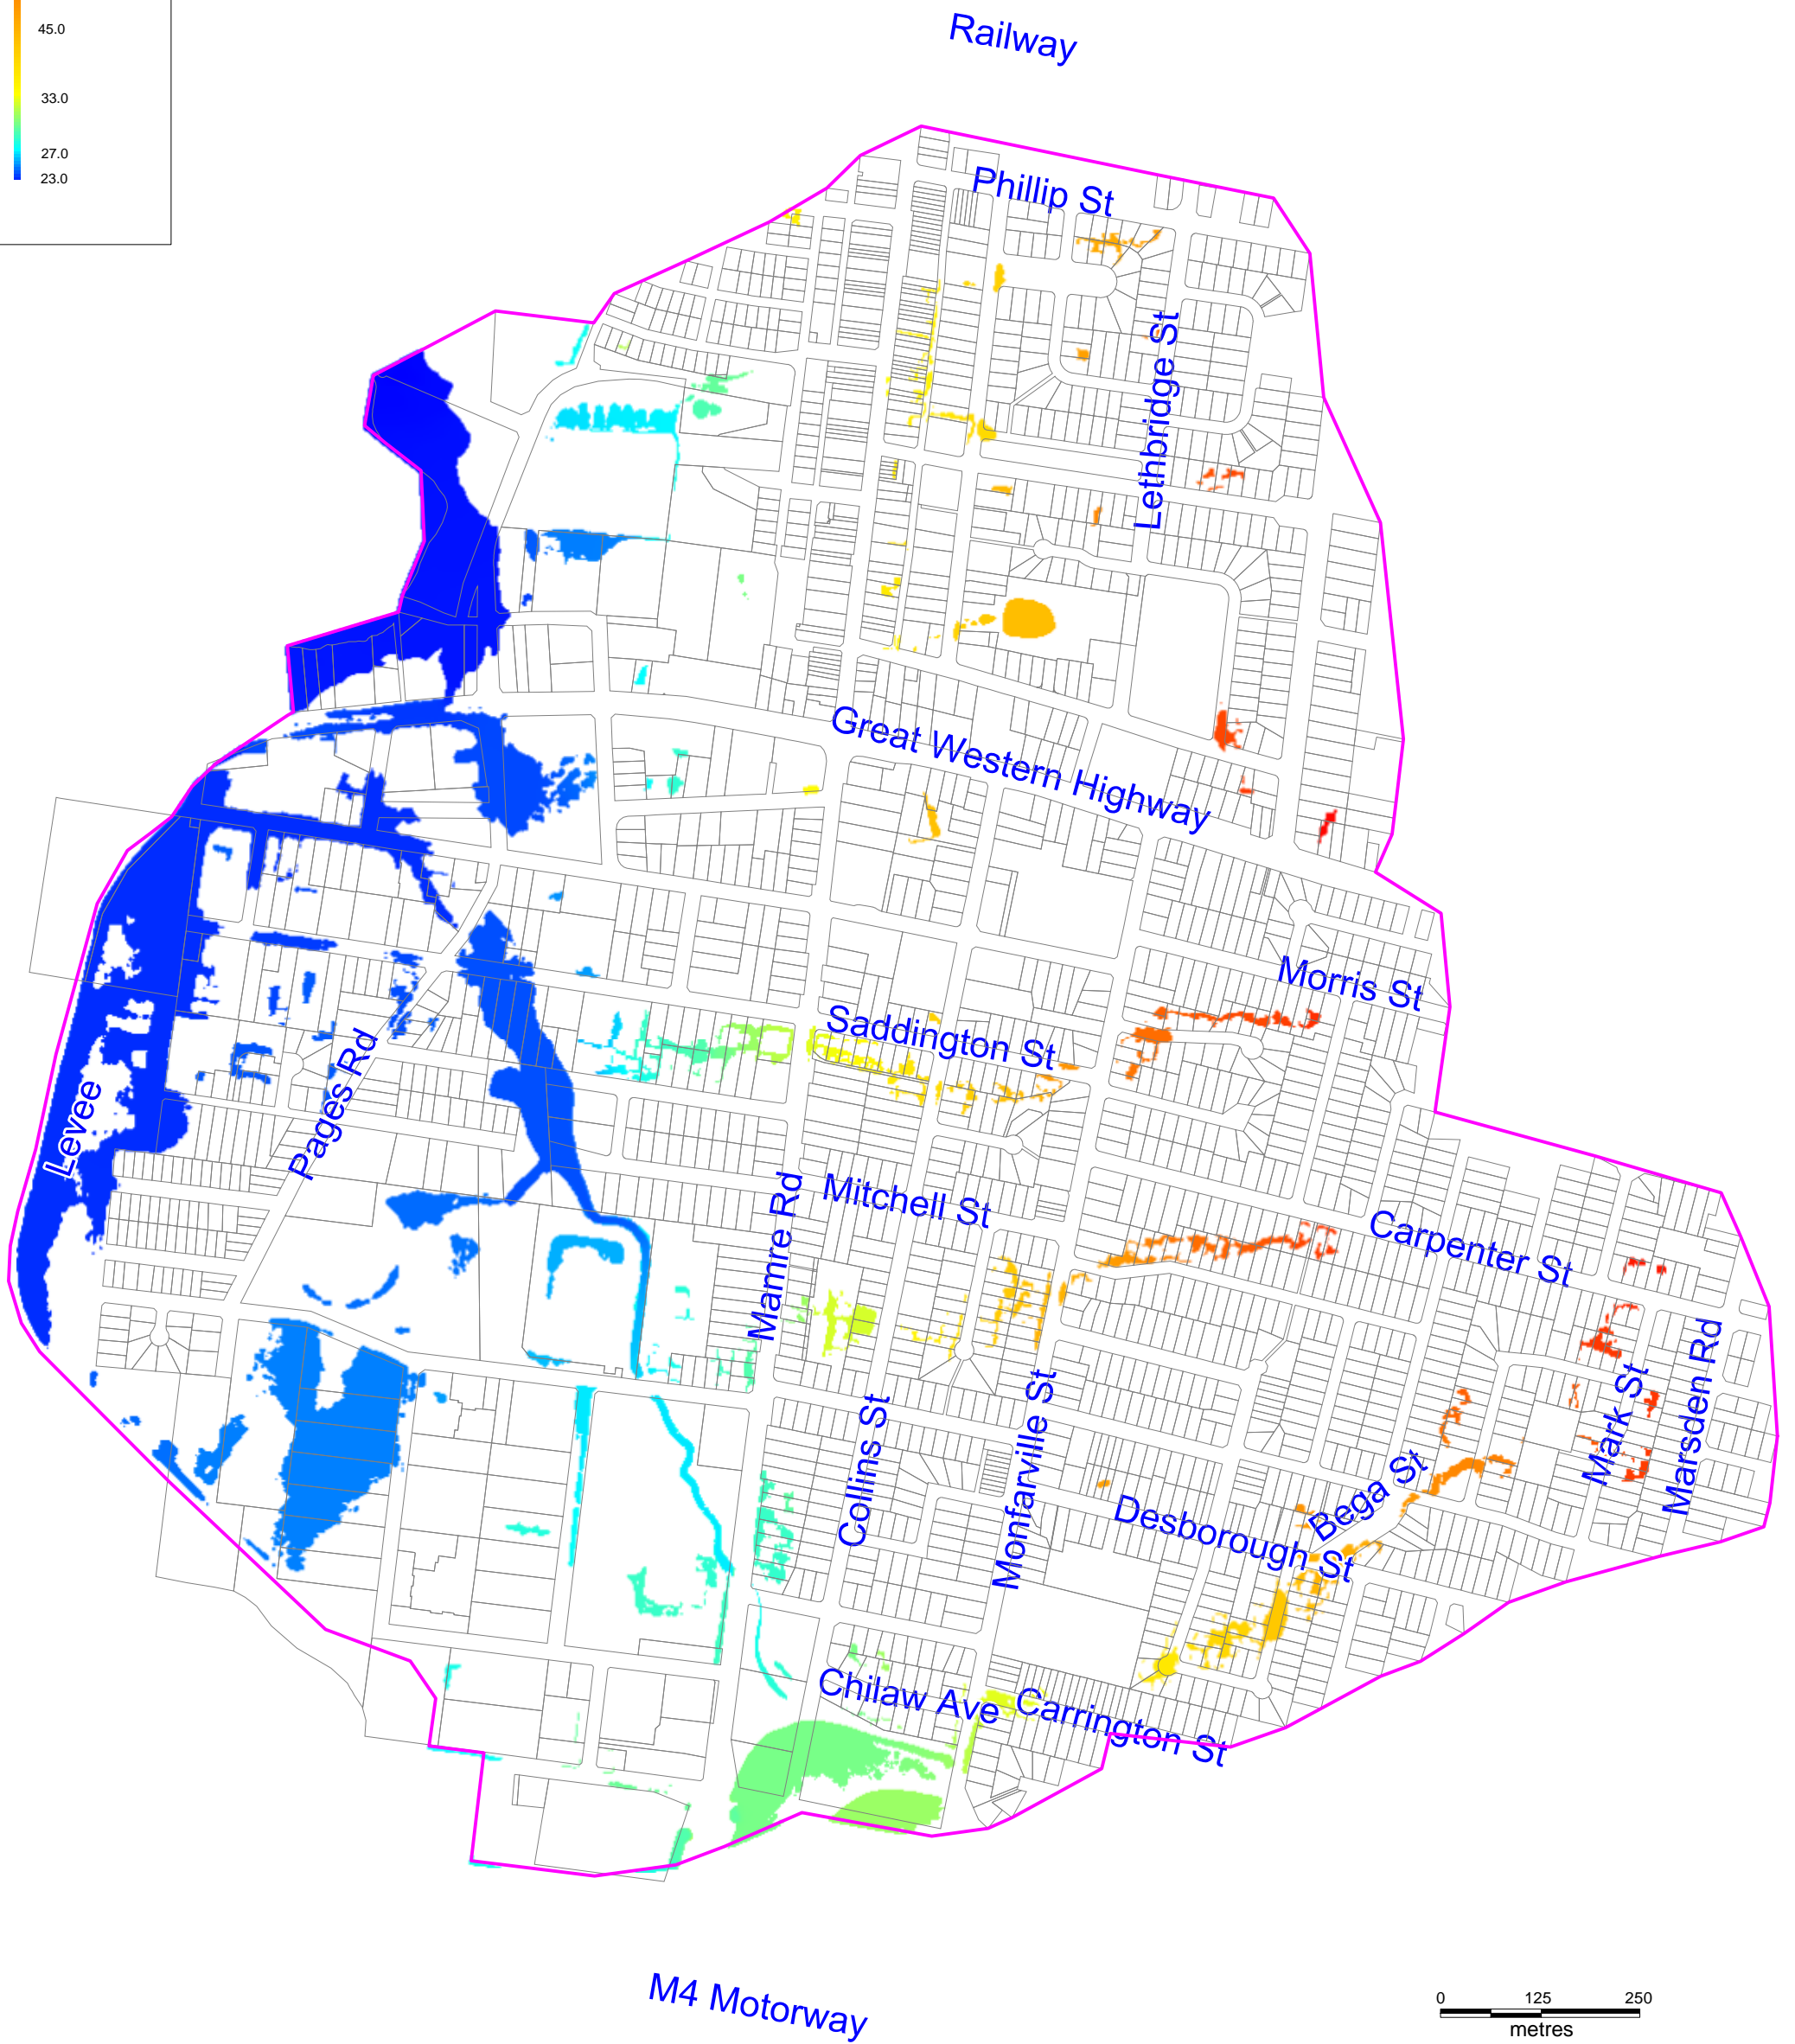 45.0
33.0
27.0
23.0
Railway
Phillip St
Lethbridge St
Great Western Highway
Morris St
Saddington St
Pages Rd
Levee
Mitchell St
Mamre Rd
Carpenter St
Mark St
Marsden Rd
Collins St
Monfarville St
Bega St
Desborough St
Chilaw Ave
Carrington St
M4 Motorway
0 125 250
metres